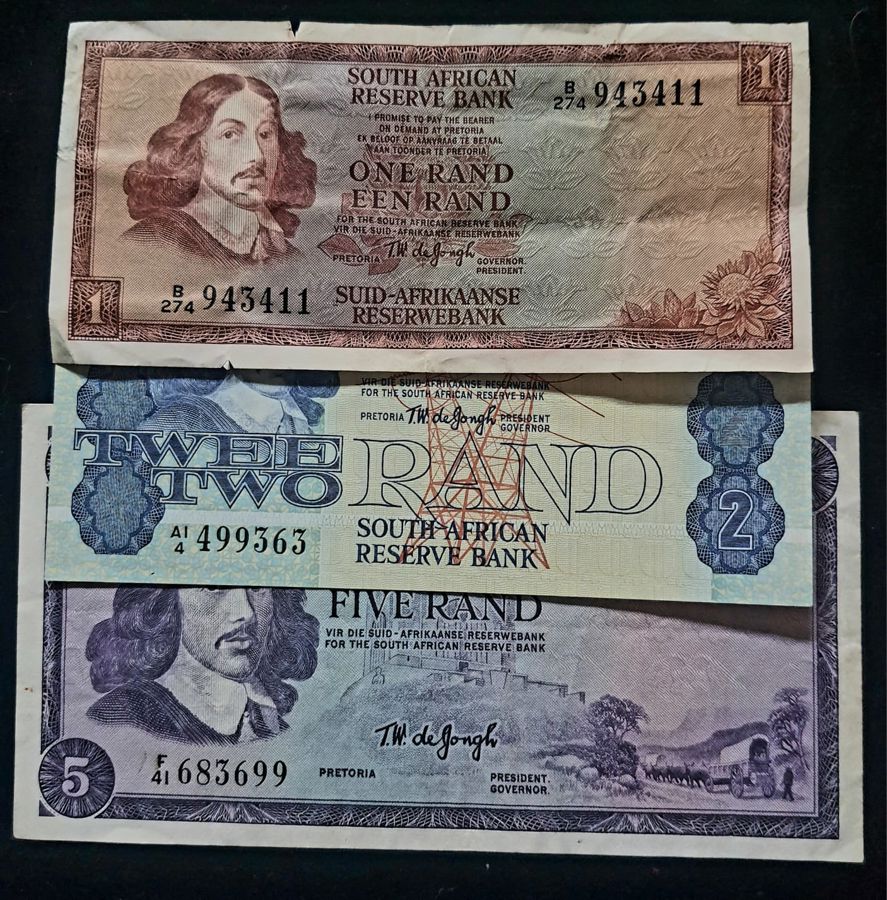 SOUTH AFRICAN
RESERVE BANK
B/274 943411
1
I PROMISE TO PAY THE BEARER
ON DEMAND AT PRETORIA
EK BELOOF OP AANVRAAG TE BETAAL
AAN TOONDER TE PRETORIA
ONE RAND
EEN RAND
FOR THE SOUTH AFRICAN RESERVE BANK
VIR DIE SUID-AFRIKAANSE RESERWEBANK
T.W. de Jongh
PRETORIA GOVERNOR.
PRESIDENT.
1
B/274 943411
SUID-AFRIKAANSE
RESERWEBANK
VIR DIE SUID-AFRIKAANSE RESERWEBANK
FOR THE SOUTH AFRICAN RESERVE BANK
PRETORIA T.W. de Jongh PRESIDENT
GOVERNOR
TWEE
TWO
RAND
AI/4 499363
SOUTH AFRICAN
RESERVE BANK
2
FIVE RAND
VIR DIE SUID-AFRIKAANSE RESERWEBANK
FOR THE SOUTH AFRICAN RESERVE BANK
T.W. de Jongh
5
F/41 683699
PRETORIA PRESIDENT.
GOVERNOR.